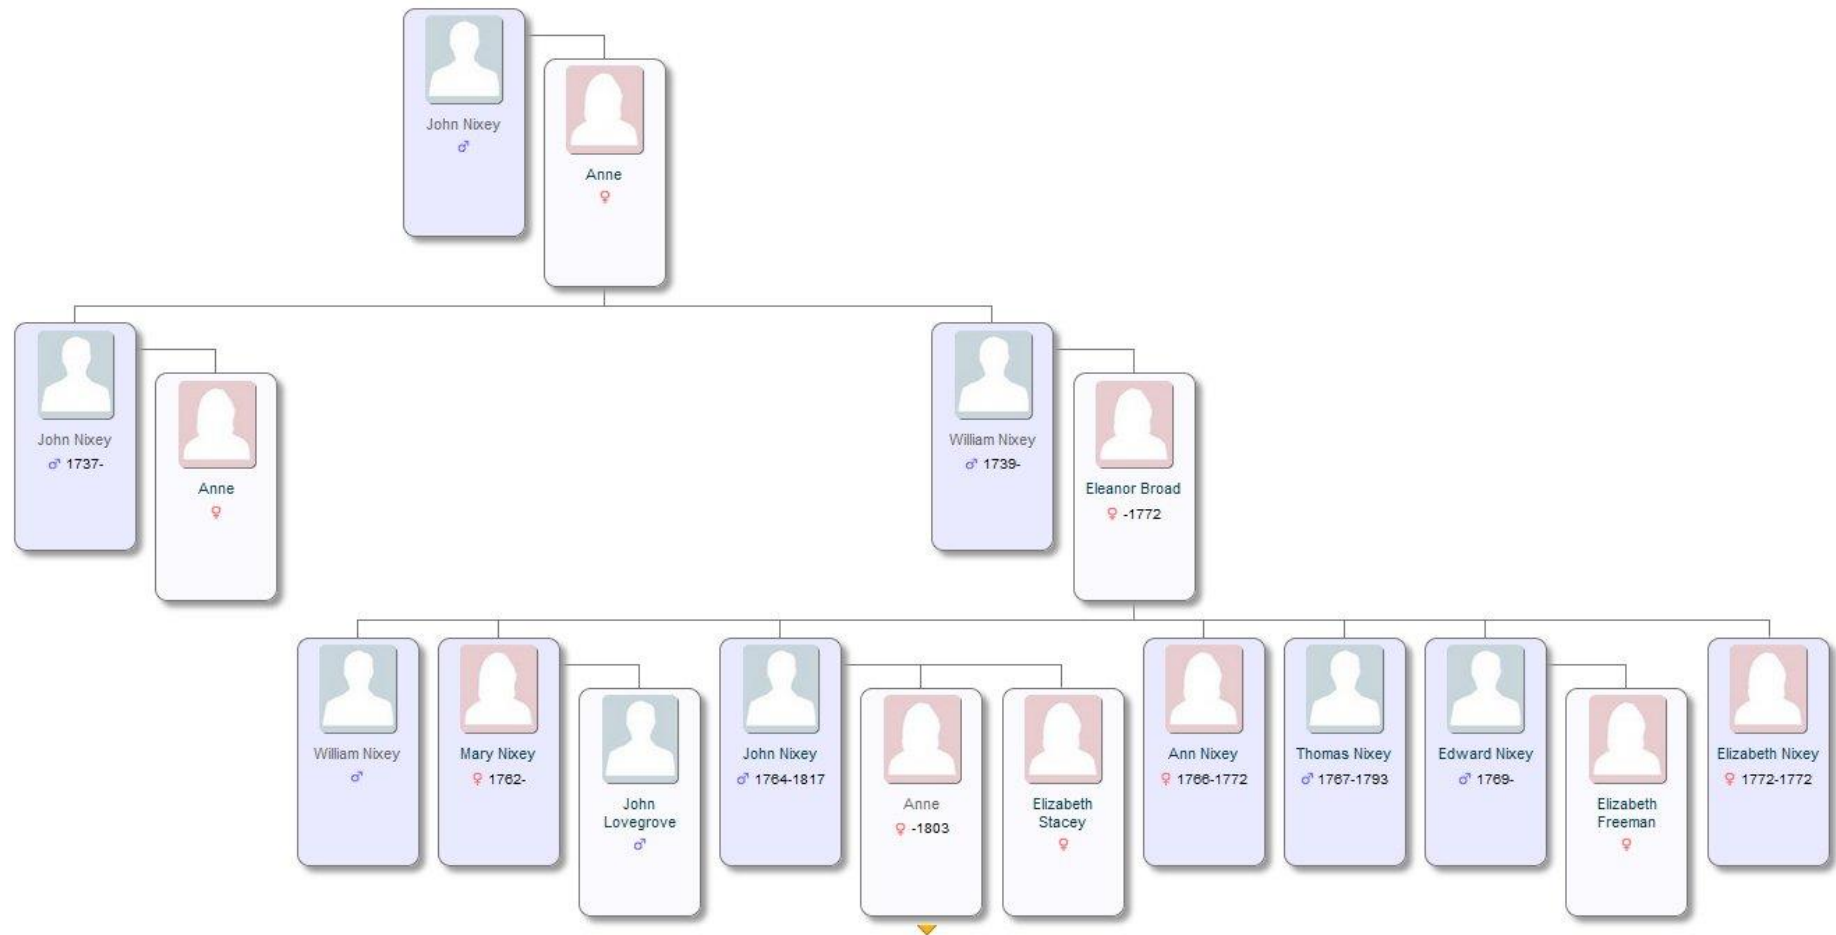 John Nixey
♂
Anne
♀
John Nixey
♂ 1737-
Anne
♀
William Nixey
♂ 1739-
Eleanor Broad
♀ -1772
William Nixey
♂
Mary Nixey
♀ 1762-
John
Lovegrove
♂
John Nixey
♂ 1764-1817
Anne
♀ -1803
Elizabeth
Stacey
♀
Ann Nixey
♀ 1766-1772
Thomas Nixey
♂ 1767-1793
Edward Nixey
♂ 1769-
Elizabeth
Freeman
♀
Elizabeth Nixey
♀ 1772-1772